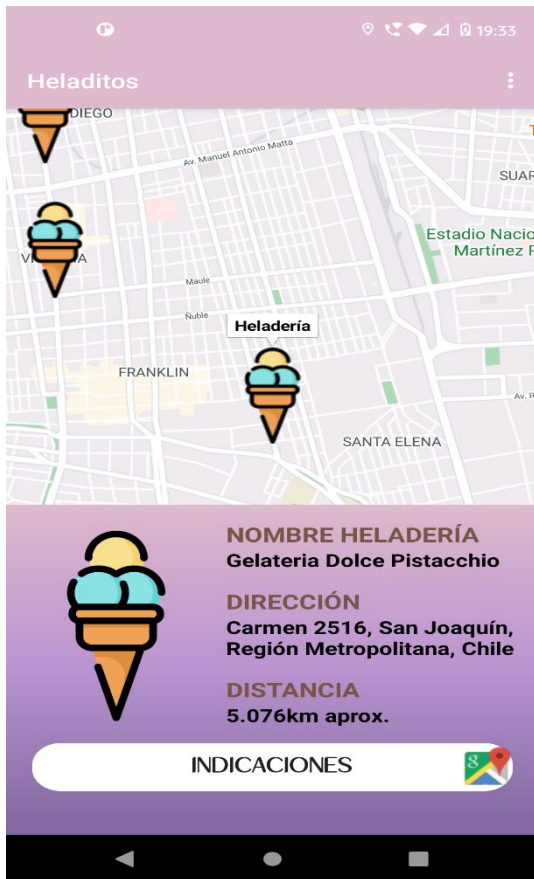 19:33
Heladitos
DIEGO
Av. Manuel Antonio Matta
SUAR
Estadio Nacio
Martínez P
Maule
Ñuble
Heladería
FRANKLIN
Av. R
SANTA ELENA
NOMBRE HELADERÍA
Gelateria Dolce Pistacchio
DIRECCIÓN
Carmen 2516, San Joaquín,
Región Metropolitana, Chile
DISTANCIA
5.076km aprox.
INDICACIONES
8